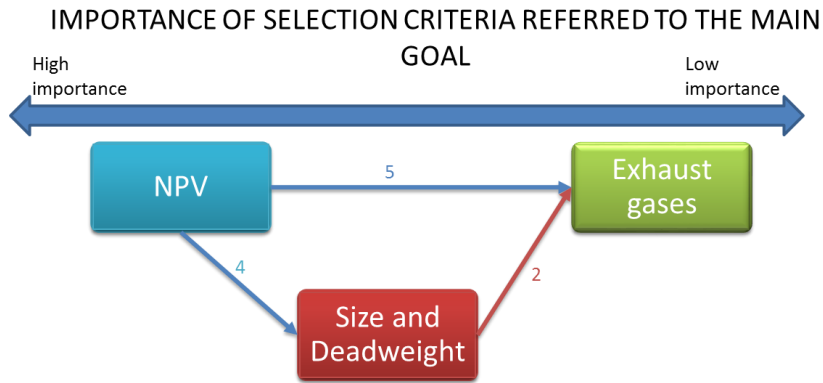 IMPORTANCE OF SELECTION CRITERIA REFERRED TO THE MAIN
GOAL
High
importance
Low
importance
NPV
5
Exhaust
gases
4
2
Size and
Deadweight